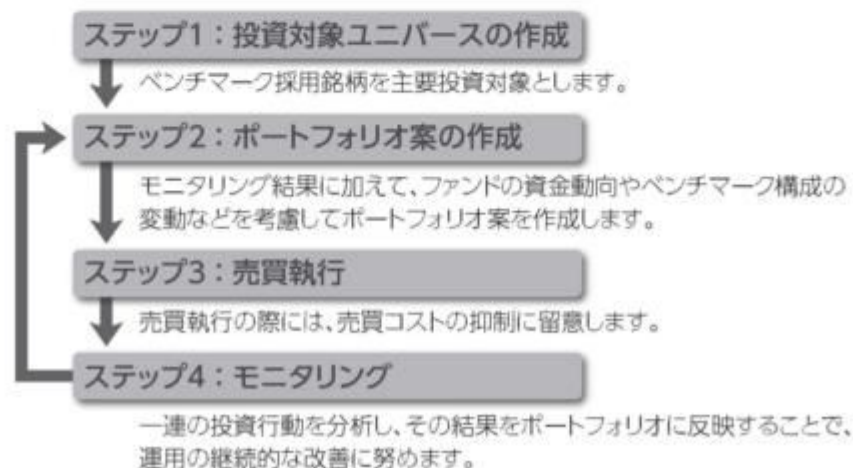 ステップ1：投資対象ユニバースの作成
ベンチマーク採用銘柄を主要投資対象とします。
ステップ2：ポートフォリオ案の作成
モニタリング結果に加えて、ファンドの資金動向やベンチマーク構成の
変動などを考慮してポートフォリオ案を作成します。
ステップ3：売買執行
売買執行の際には、売買コストの抑制に留意します。
ステップ4：モニタリング
一連の投資行動を分析し、その結果をポートフォリオに反映することで、
運用の継続的な改善に努めます。